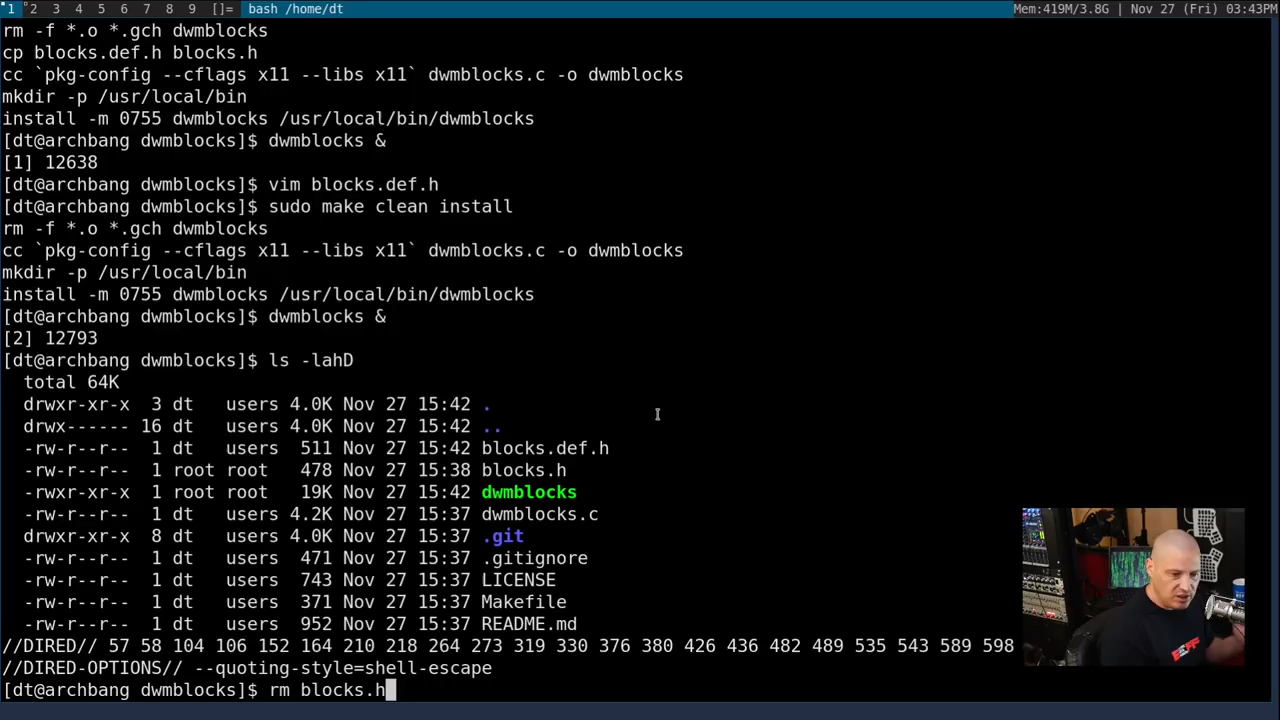 1 2 3 4 5 6 7 8 9 []= bash /home/dt Mem:419M/3.8G | Nov 27 (Fri) 03:43PM
rm -f *.o *.gch dwmblocks
cp blocks.def.h blocks.h
cc `pkg-config --cflags x11 --libs x11` dwmblocks.c -o dwmblocks
mkdir -p /usr/local/bin
install -m 0755 dwmblocks /usr/local/bin/dwmblocks
[dt@archbang dwmblocks]$ dwmblocks &
[1] 12638
[dt@archbang dwmblocks]$ vim blocks.def.h
[dt@archbang dwmblocks]$ sudo make clean install
rm -f *.o *.gch dwmblocks
cc `pkg-config --cflags x11 --libs x11` dwmblocks.c -o dwmblocks
mkdir -p /usr/local/bin
install -m 0755 dwmblocks /usr/local/bin/dwmblocks
[dt@archbang dwmblocks]$ dwmblocks &
[2] 12793
[dt@archbang dwmblocks]$ ls -lahD
total 64K
drwxr-xr-x 3 dt users 4.0K Nov 27 15:42 .
drwx------ 16 dt users 4.0K Nov 27 15:42 ..
-rw-r--r-- 1 dt users 511 Nov 27 15:42 blocks.def.h
-rw-r--r-- 1 root root 478 Nov 27 15:38 blocks.h
-rwxr-xr-x 1 root root 19K Nov 27 15:42 dwmblocks
-rw-r--r-- 1 dt users 4.2K Nov 27 15:37 dwmblocks.c
drwxr-xr-x 8 dt users 4.0K Nov 27 15:37 .git
-rw-r--r-- 1 dt users 471 Nov 27 15:37 .gitignore
-rw-r--r-- 1 dt users 743 Nov 27 15:37 LICENSE
-rw-r--r-- 1 dt users 371 Nov 27 15:37 Makefile
-rw-r--r-- 1 dt users 952 Nov 27 15:37 README.md
//DIRED// 57 58 104 106 152 164 210 218 264 273 319 330 376 380 426 436 482 489 535 543 589 598
//DIRED-OPTIONS// --quoting-style=shell-escape
[dt@archbang dwmblocks]$ rm blocks.h